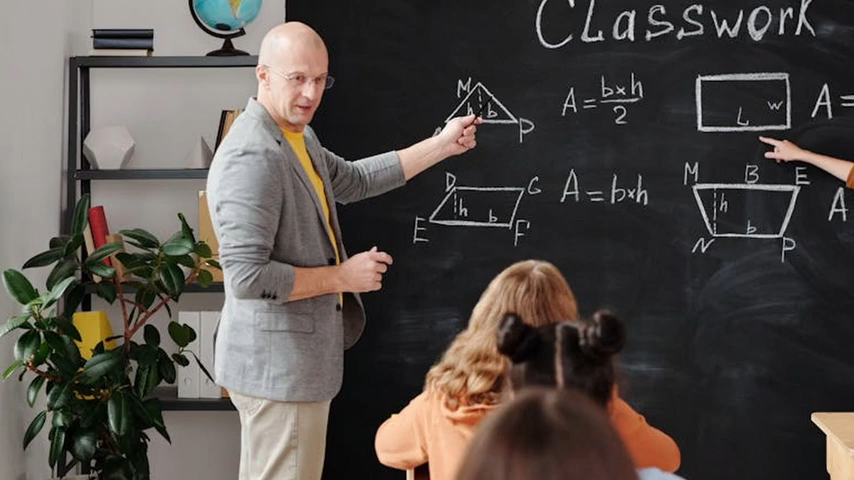 Classwork
M
h b
P
A = b×h / 2
L w
A =
D G
h b
E F
A = b×h
M B E
h
b
N P
A